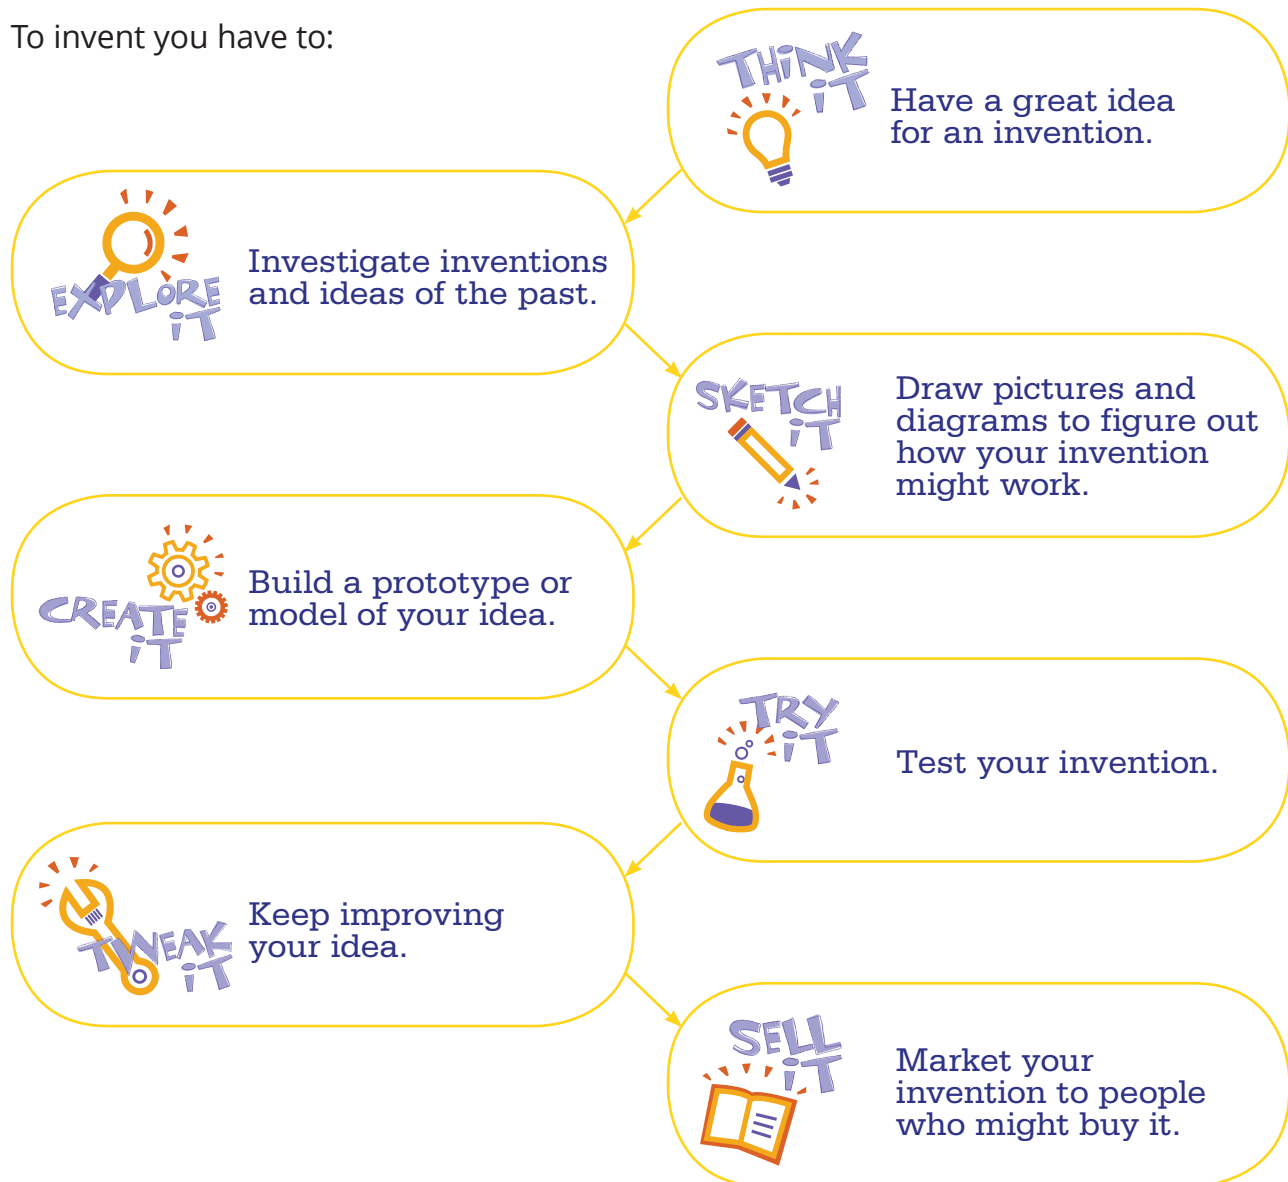 To invent you have to:
THiNK
iT
Have a great idea
for an invention.
EXPLORE
iT
Investigate inventions
and ideas of the past.
SKETCH
iT
Draw pictures and
diagrams to figure out
how your invention
might work.
CREATE
iT
Build a prototype or
model of your idea.
TRY
iT
Test your invention.
TWEAK
iT
Keep improving
your idea.
SELL
iT
Market your
invention to people
who might buy it.